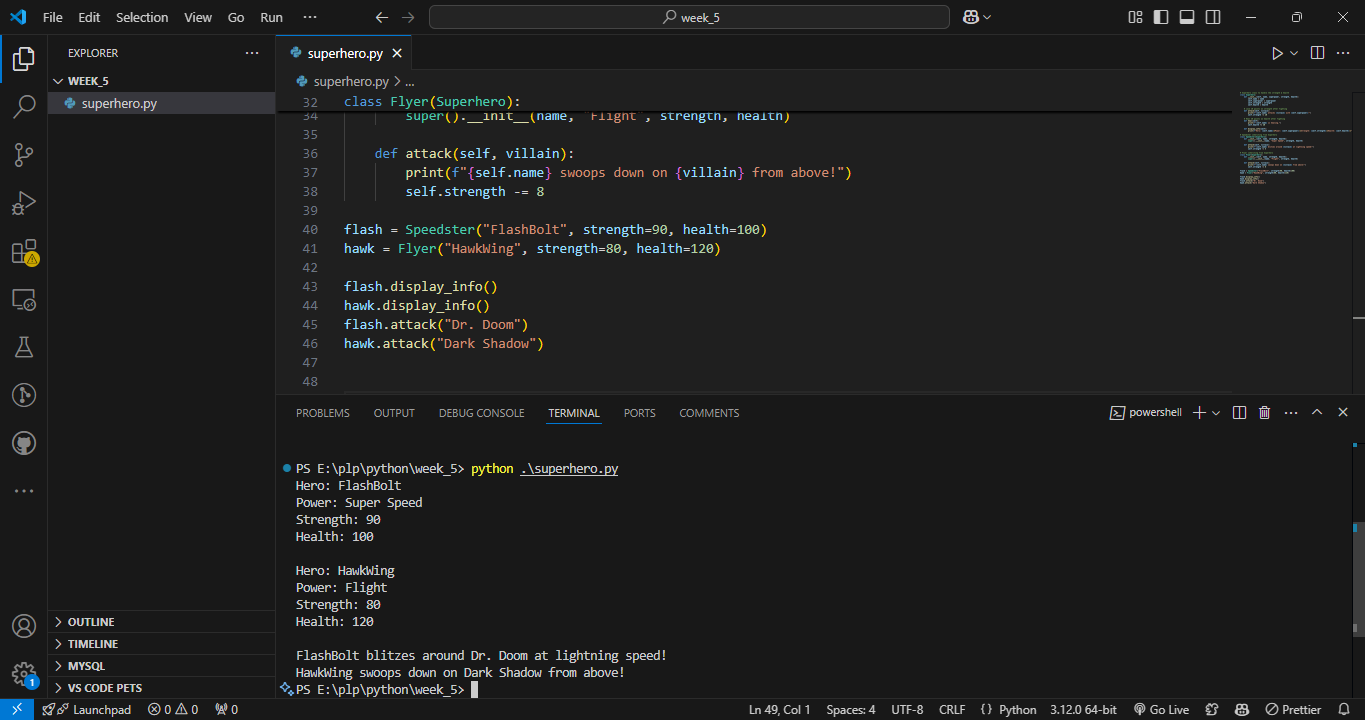 File Edit Selection View Go Run ... week_5
EXPLORER
WEEK_5
superhero.py
OUTLINE
TIMELINE
MYSQL
VS CODE PETS
superhero.py
superhero.py > ...
32 class Flyer(Superhero):
34 super().__init__(name, "Flight", strength, health)
35
36 def attack(self, villain):
37 print(f"{self.name} swoops down on {villain} from above!")
38 self.strength -= 8
39
40 flash = Speedster("FlashBolt", strength=90, health=100)
41 hawk = Flyer("HawkWing", strength=80, health=120)
42
43 flash.display_info()
44 hawk.display_info()
45 flash.attack("Dr. Doom")
46 hawk.attack("Dark Shadow")
47
48
PROBLEMS OUTPUT DEBUG CONSOLE TERMINAL PORTS COMMENTS powershell
PS E:\plp\python\week_5> python .\superhero.py
Hero: FlashBolt
Power: Super Speed
Strength: 90
Health: 100
Hero: HawkWing
Power: Flight
Strength: 80
Health: 120
FlashBolt blitzes around Dr. Doom at lightning speed!
HawkWing swoops down on Dark Shadow from above!
PS E:\plp\python\week_5>
1
Launchpad 0 0 0 Ln 49, Col 1 Spaces: 4 UTF-8 CRLF {} Python 3.12.0 64-bit Go Live Prettier